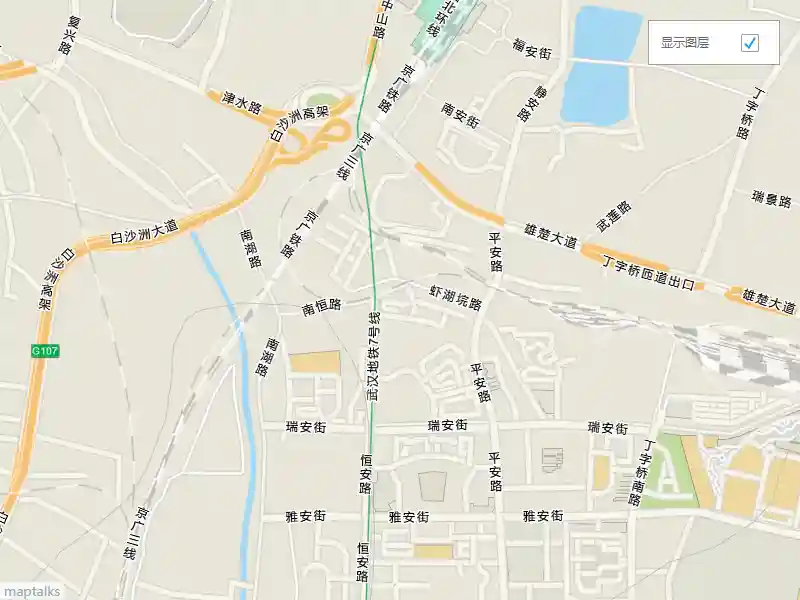 复兴路
中山路
北环线
显示图层
福安街
京广铁路
静安路
丁字桥路
津水路
南安街
白沙洲高架
京广三线
瑞景路
武莲路
京广铁路
白沙洲大道
南湖路
雄楚大道
平安路
白沙洲高架
丁字桥匝道出口
雄楚大道
虾湖垸路
南恒路
武汉地铁7号线
G107
南湖路
平安路
瑞安街
瑞安街
瑞安街
丁字桥南路
恒安路
平安路
雅安街
雅安街
雅安街
京广三线
恒安路
maptalks